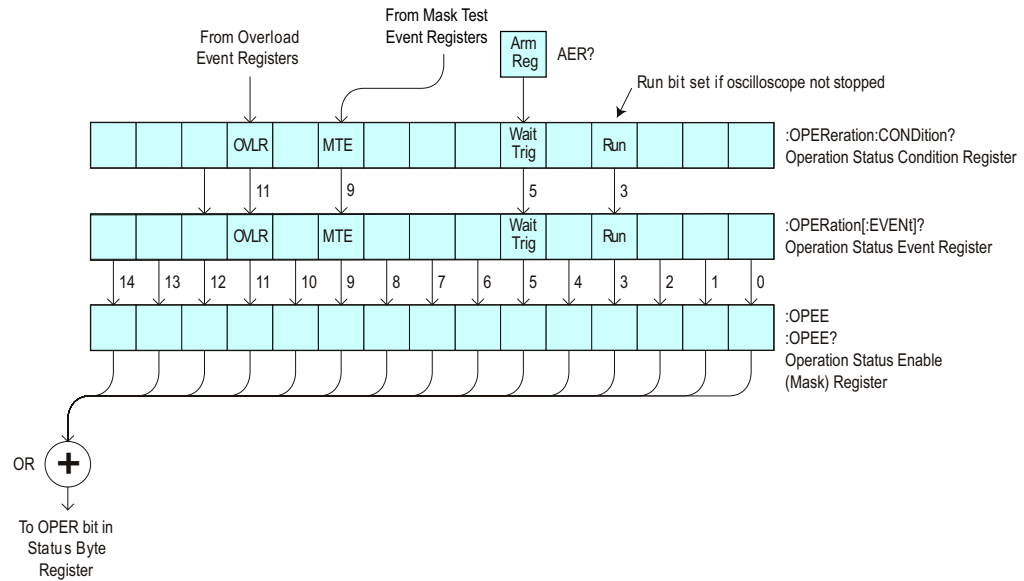 From Mask Test
Event Registers
From Overload
Event Registers
Arm
Reg
AER?
Run bit set if oscilloscope not stopped
OVLR
MTE
Wait
Trig
Run
:OPEReration:CONDition?
Operation Status Condition Register
11
9
5
3
OVLR
MTE
Wait
Trig
Run
:OPERation[:EVENt]?
Operation Status Event Register
14 13 12 11 10 9 8 7 6 5 4 3 2 1 0
:OPEE
:OPEE?
Operation Status Enable
(Mask) Register
OR
+
To OPER bit in
Status Byte
Register